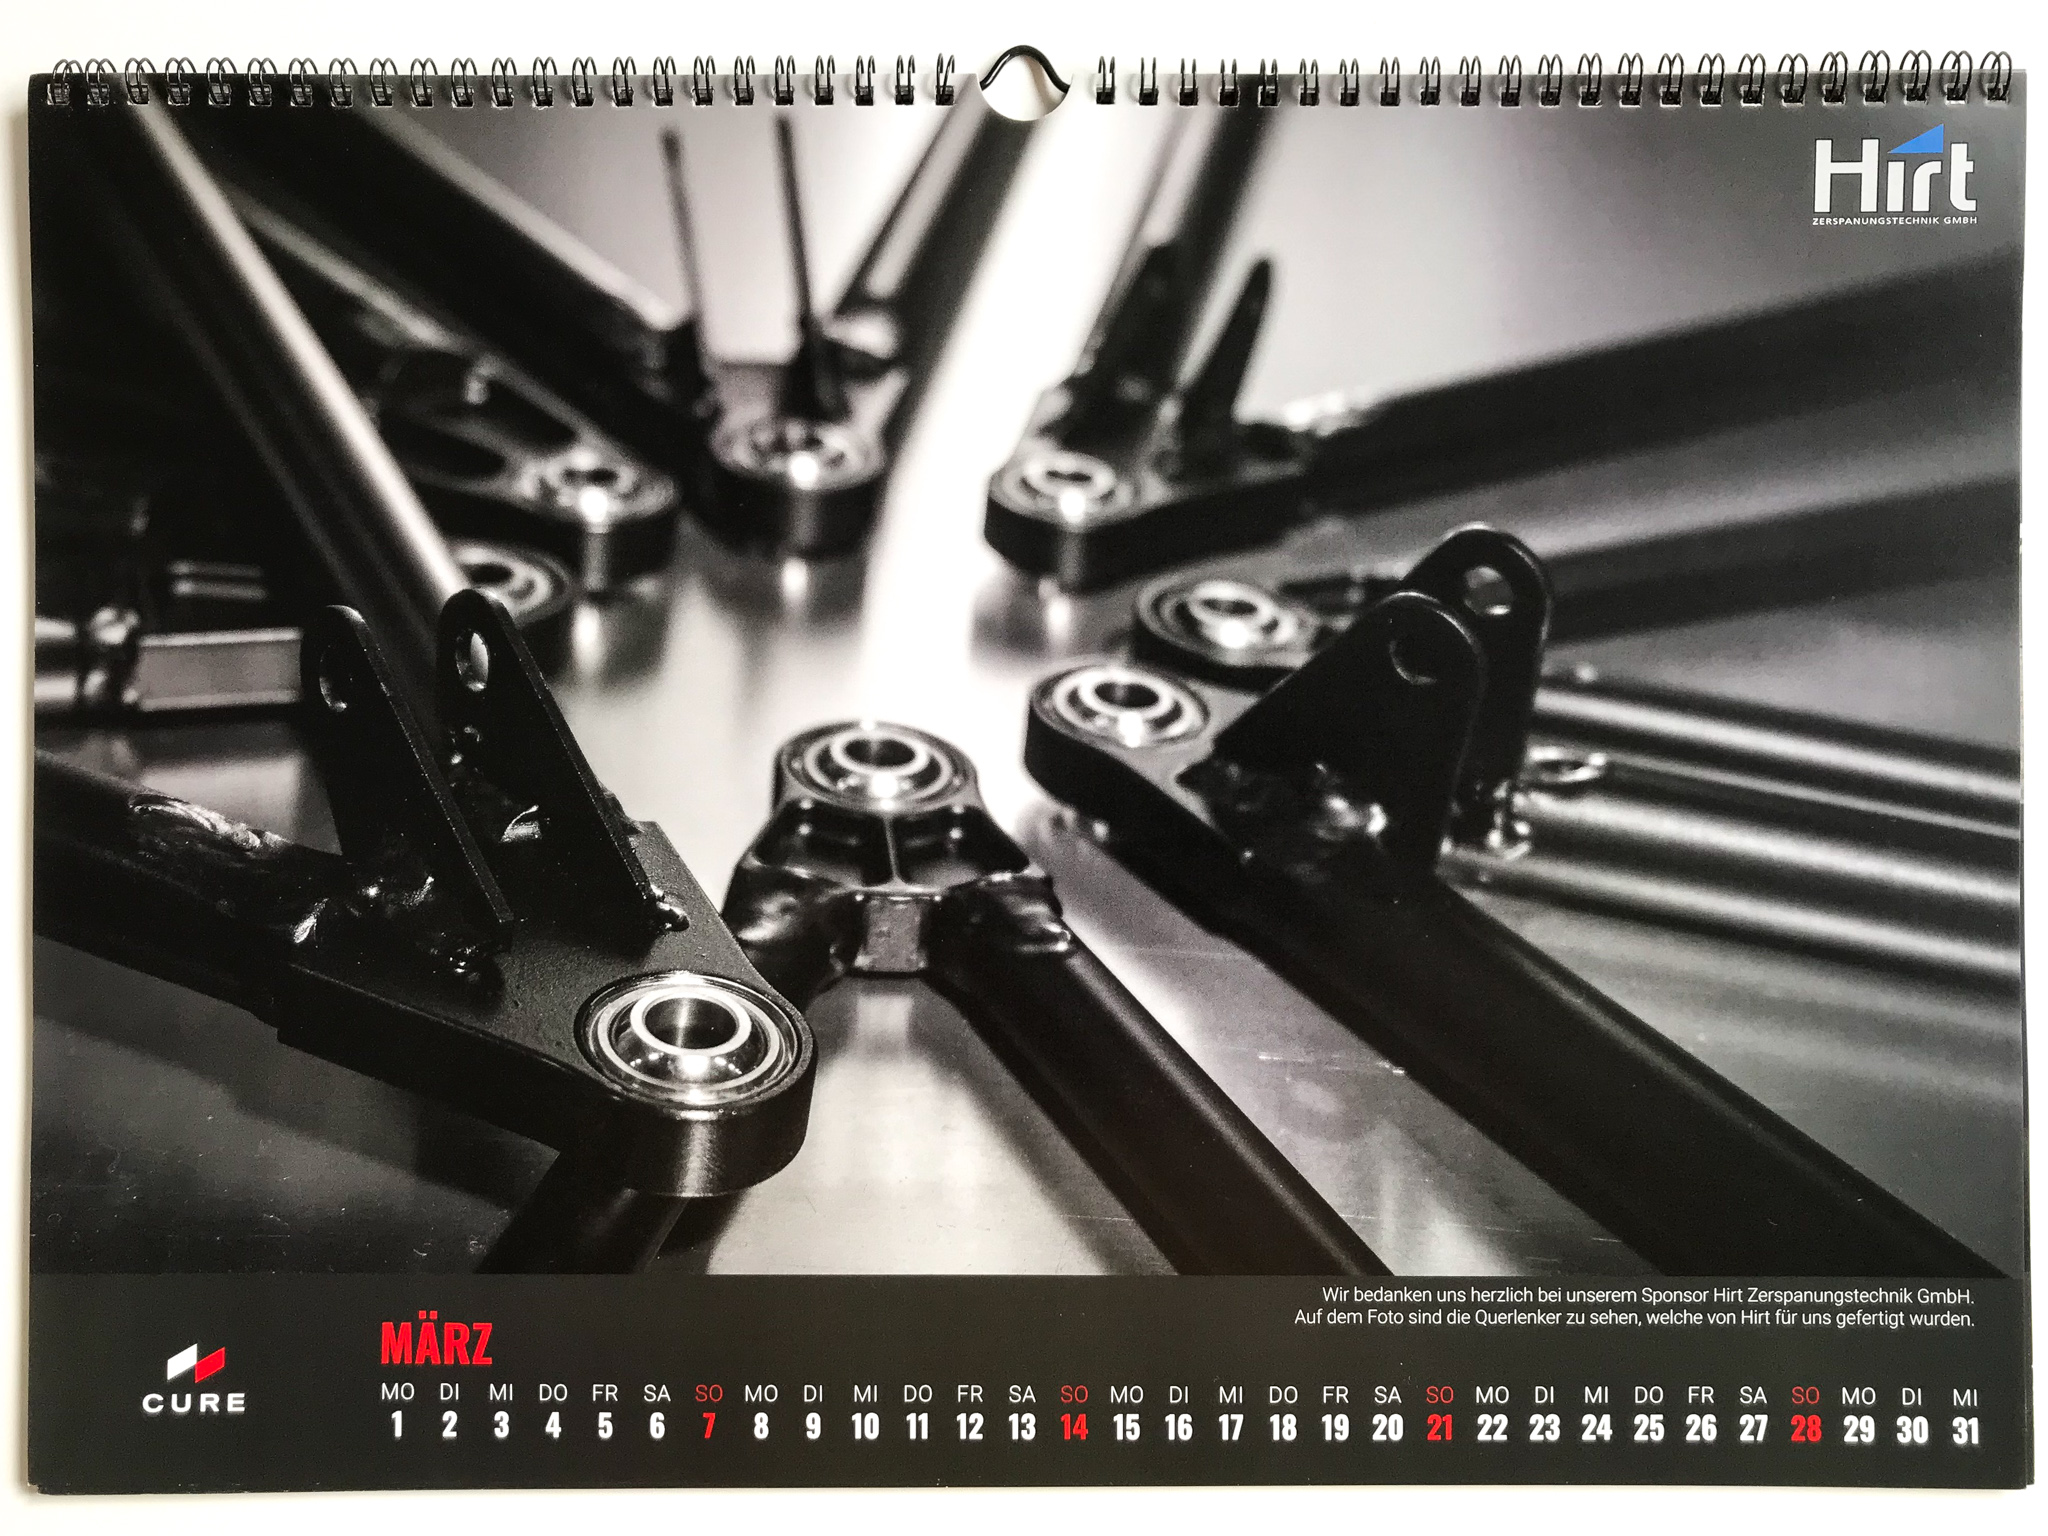 Hirt
ZERSPANUNGSTECHNIK GMBH
Wir bedanken uns herzlich bei unserem Sponsor Hirt Zerspanungstechnik GmbH.
Auf dem Foto sind die Querlenker zu sehen, welche von Hirt für uns gefertigt wurden.
CURE
MÄRZ
MO DI MI DO FR SA SO MO DI MI DO FR SA SO MO DI MI DO FR SA SO MO DI MI DO FR SA SO MO DI MI
1 2 3 4 5 6 7 8 9 10 11 12 13 14 15 16 17 18 19 20 21 22 23 24 25 26 27 28 29 30 31